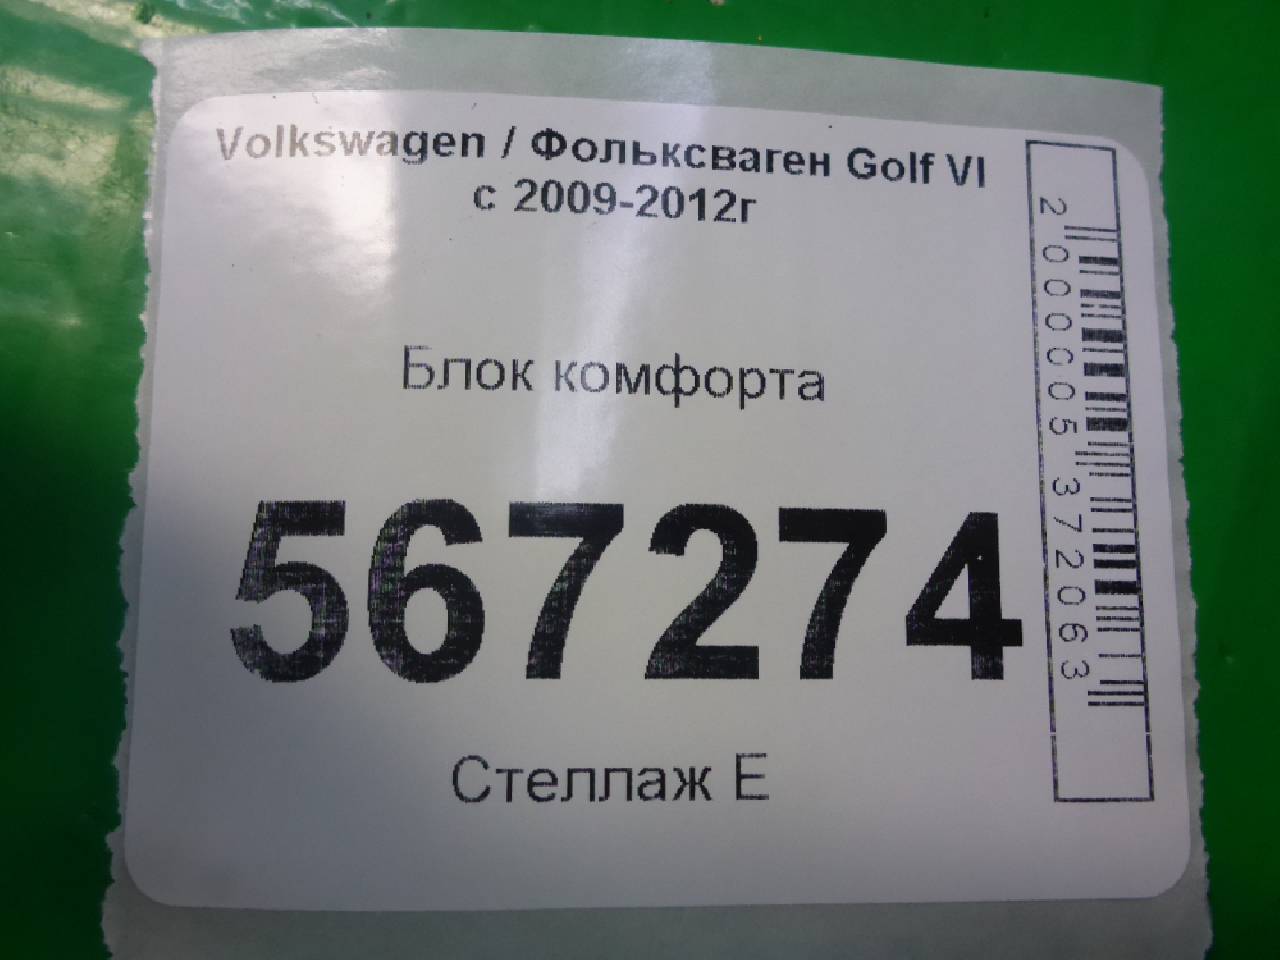 Volkswagen / Фольксваген Golf VI
с 2009-2012г
Блок комфорта
567274
Стеллаж Е
2000005372063